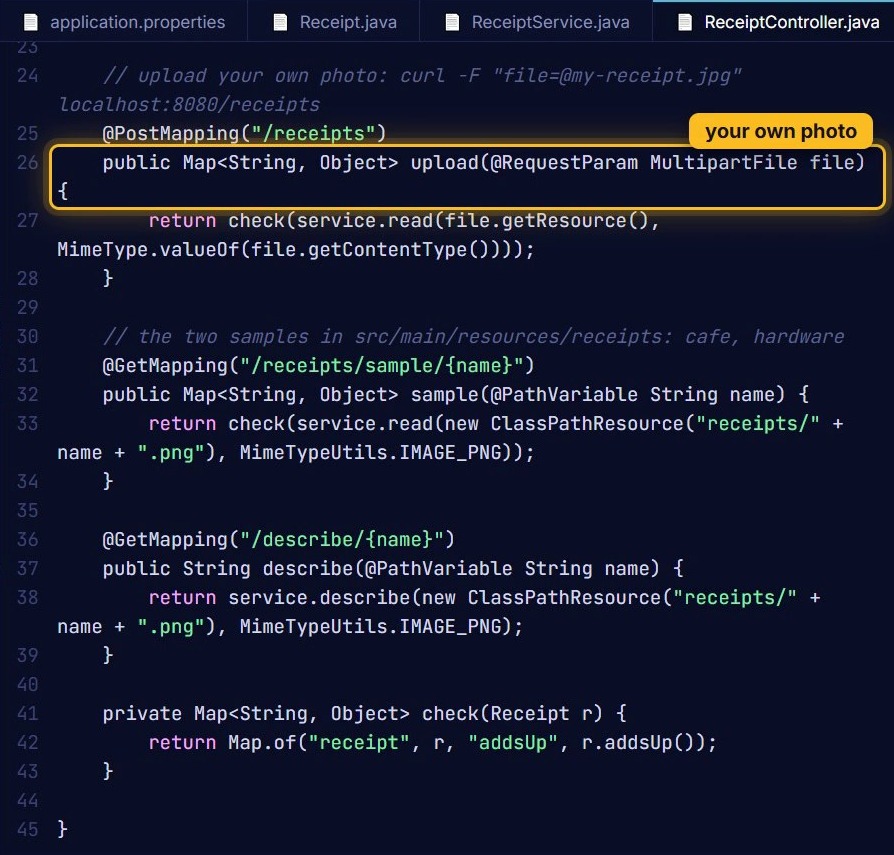 application.properties Receipt.java ReceiptService.java ReceiptController.java
23
24 // upload your own photo: curl -F "file=@my-receipt.jpg"
localhost:8080/receipts
25 @PostMapping("/receipts")
your own photo
26 public Map<String, Object> upload(@RequestParam MultipartFile file)
{
27 return check(service.read(file.getResource(),
MimeType.valueOf(file.getContentType())));
28 }
29
30 // the two samples in src/main/resources/receipts: cafe, hardware
31 @GetMapping("/receipts/sample/{name}")
32 public Map<String, Object> sample(@PathVariable String name) {
33 return check(service.read(new ClassPathResource("receipts/" +
name + ".png"), MimeTypeUtils.IMAGE_PNG));
34 }
35
36 @GetMapping("/describe/{name}")
37 public String describe(@PathVariable String name) {
38 return service.describe(new ClassPathResource("receipts/" +
name + ".png"), MimeTypeUtils.IMAGE_PNG);
39 }
40
41 private Map<String, Object> check(Receipt r) {
42 return Map.of("receipt", r, "addsUp", r.addsUp());
43 }
44
45 }